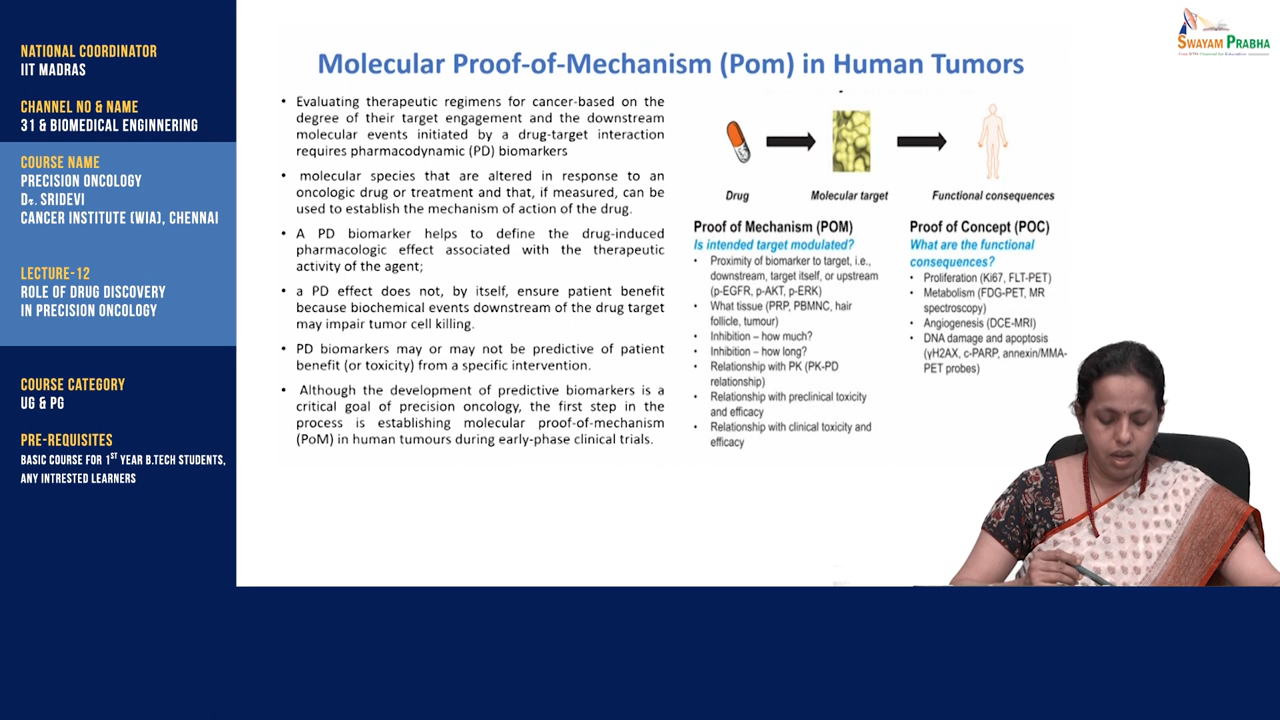 NATIONAL COORDINATOR
IIT MADRAS
CHANNEL NO & NAME
31 & BIOMEDICAL ENGINNERING
COURSE NAME
PRECISION ONCOLOGY
Dr. SRIDEVI
CANCER INSTITUTE (WIA), CHENNAI
LECTURE-12
ROLE OF DRUG DISCOVERY
IN PRECISION ONCOLOGY
COURSE CATEGORY
UG & PG
PRE-REQUISITES
BASIC COURSE FOR 1ST YEAR B.TECH STUDENTS,
ANY INTRESTED LEARNERS
SWAYAM PRABHA
Molecular Proof-of-Mechanism (Pom) in Human Tumors
• Evaluating therapeutic regimens for cancer-based on the
degree of their target engagement and the downstream
molecular events initiated by a drug-target interaction
requires pharmacodynamic (PD) biomarkers
• molecular species that are altered in response to an
oncologic drug or treatment and that, if measured, can be
used to establish the mechanism of action of the drug.
• A PD biomarker helps to define the drug-induced
pharmacologic effect associated with the therapeutic
activity of the agent;
• a PD effect does not, by itself, ensure patient benefit
because biochemical events downstream of the drug target
may impair tumor cell killing.
• PD biomarkers may or may not be predictive of patient
benefit (or toxicity) from a specific intervention.
• Although the development of predictive biomarkers is a
critical goal of precision oncology, the first step in the
process is establishing molecular proof-of-mechanism
(PoM) in human tumours during early-phase clinical trials.
Drug
Molecular target
Functional consequences
Proof of Mechanism (POM)
Is intended target modulated?
• Proximity of biomarker to target, i.e.,
downstream, target itself, or upstream
(p-EGFR, p-AKT, p-ERK)
• What tissue (PRP, PBMNC, hair
follicle, tumour)
• Inhibition – how much?
• Inhibition – how long?
• Relationship with PK (PK-PD
relationship)
• Relationship with preclinical toxicity
and efficacy
• Relationship with clinical toxicity and
efficacy
Proof of Concept (POC)
What are the functional
consequences?
• Proliferation (Ki67, FLT-PET)
• Metabolism (FDG-PET, MR
spectroscopy)
• Angiogenesis (DCE-MRI)
• DNA damage and apoptosis
(γH2AX, c-PARP, annexin/MMA-
PET probes)